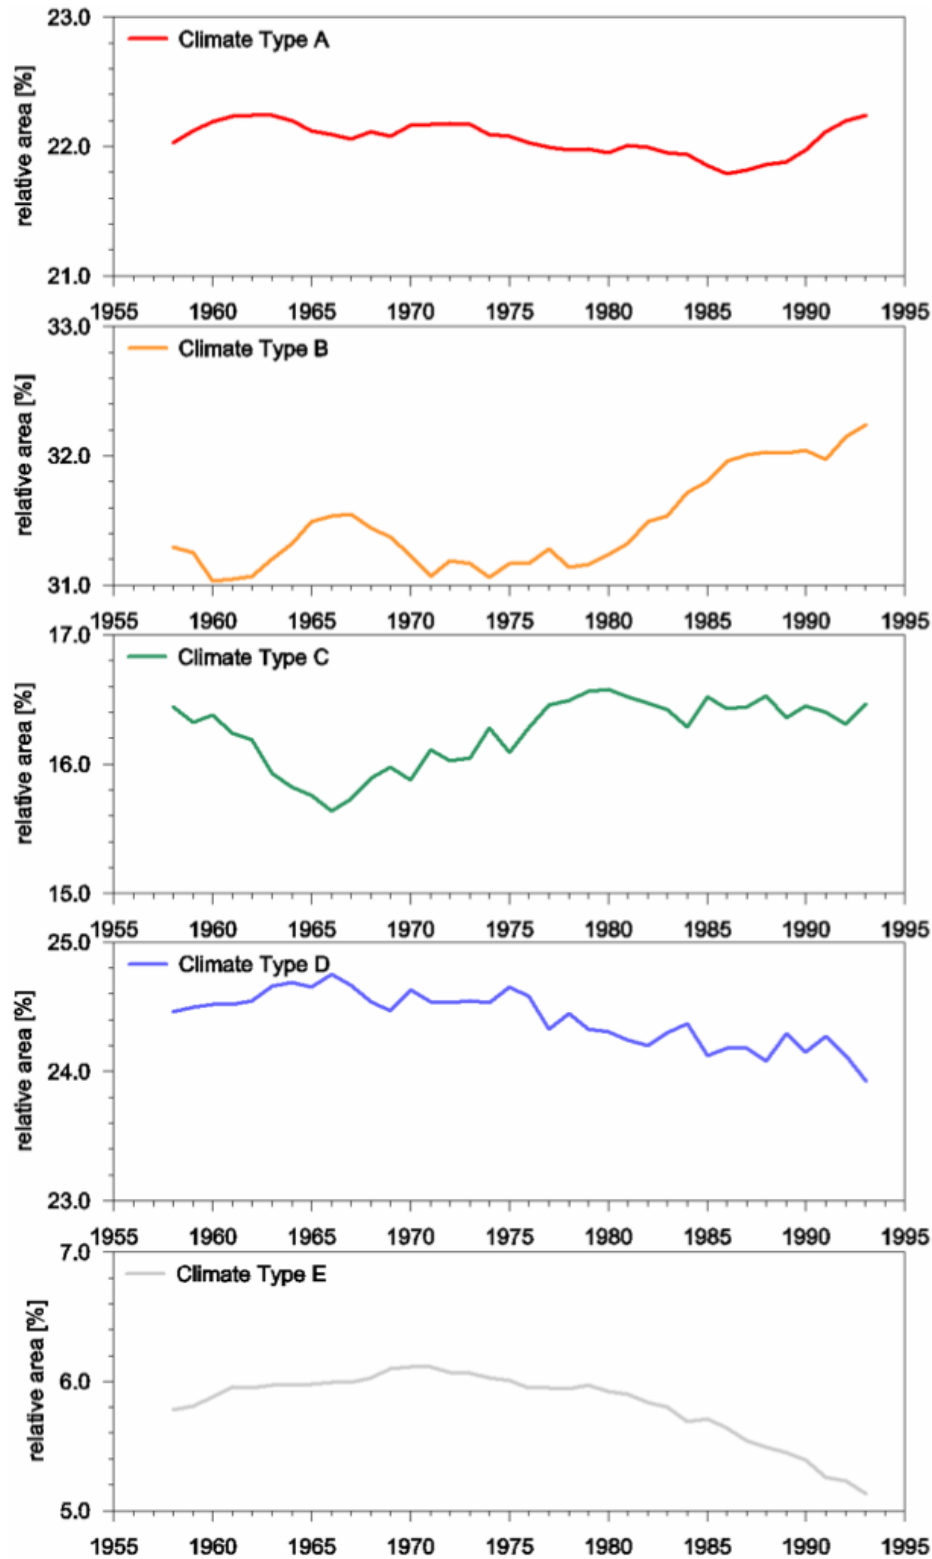 23.0
Climate Type A
relative area [%]
22.0
21.0
1955 1960 1965 1970 1975 1980 1985 1990 1995
33.0
Climate Type B
relative area [%]
32.0
31.0
1955 1960 1965 1970 1975 1980 1985 1990 1995
17.0
Climate Type C
relative area [%]
16.0
15.0
1955 1960 1965 1970 1975 1980 1985 1990 1995
25.0
Climate Type D
relative area [%]
24.0
23.0
1955 1960 1965 1970 1975 1980 1985 1990 1995
7.0
Climate Type E
relative area [%]
6.0
5.0
1955 1960 1965 1970 1975 1980 1985 1990 1995